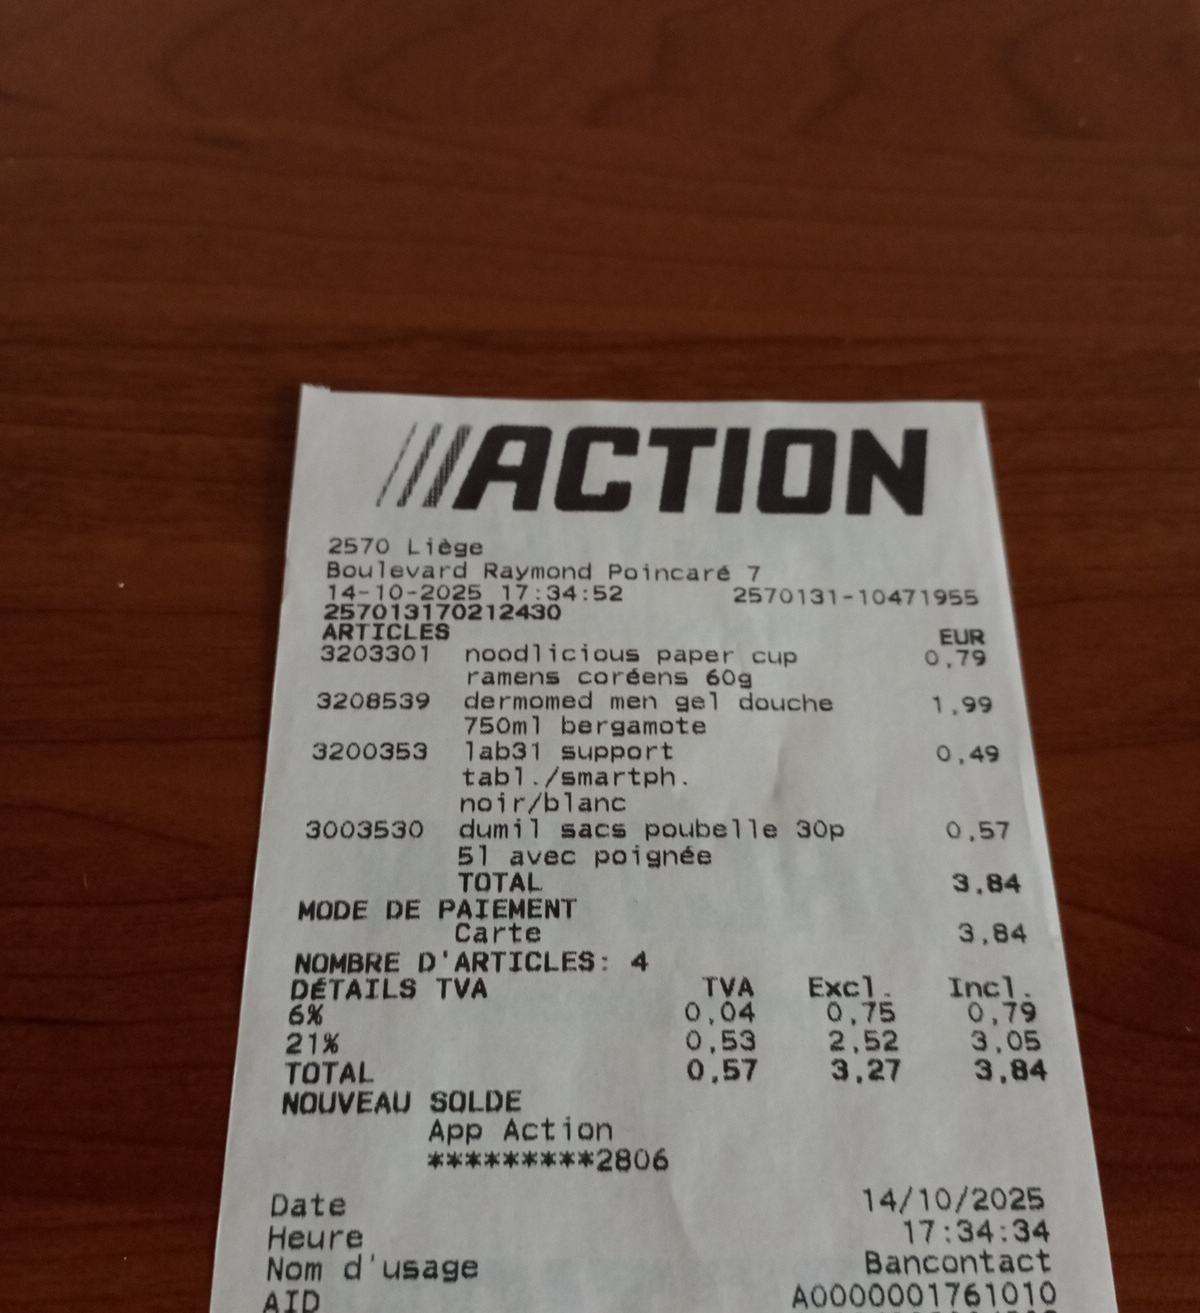 ACTION
2570 Liège
Boulevard Raymond Poincaré 7
14-10-2025 17:34:52 2570131-10471955
257013170212430
ARTICLES EUR
3203301 noodlicious paper cup 0,79
ramens coréens 60g
3208539 dermomed men gel douche 1,99
750ml bergamote
3200353 lab31 support 0,49
tabl./smartph.
noir/blanc
3003530 dumil sacs poubelle 30p 0,57
5l avec poignée
TOTAL 3,84
MODE DE PAIEMENT
Carte 3,84
NOMBRE D'ARTICLES: 4
DÉTAILS TVA TVA Excl. Incl.
6% 0,04 0,75 0,79
21% 0,53 2,52 3,05
TOTAL 0,57 3,27 3,84
NOUVEAU SOLDE
App Action
*********2806
Date 14/10/2025
Heure 17:34:34
Nom d'usage Bancontact
AID A0000001761010